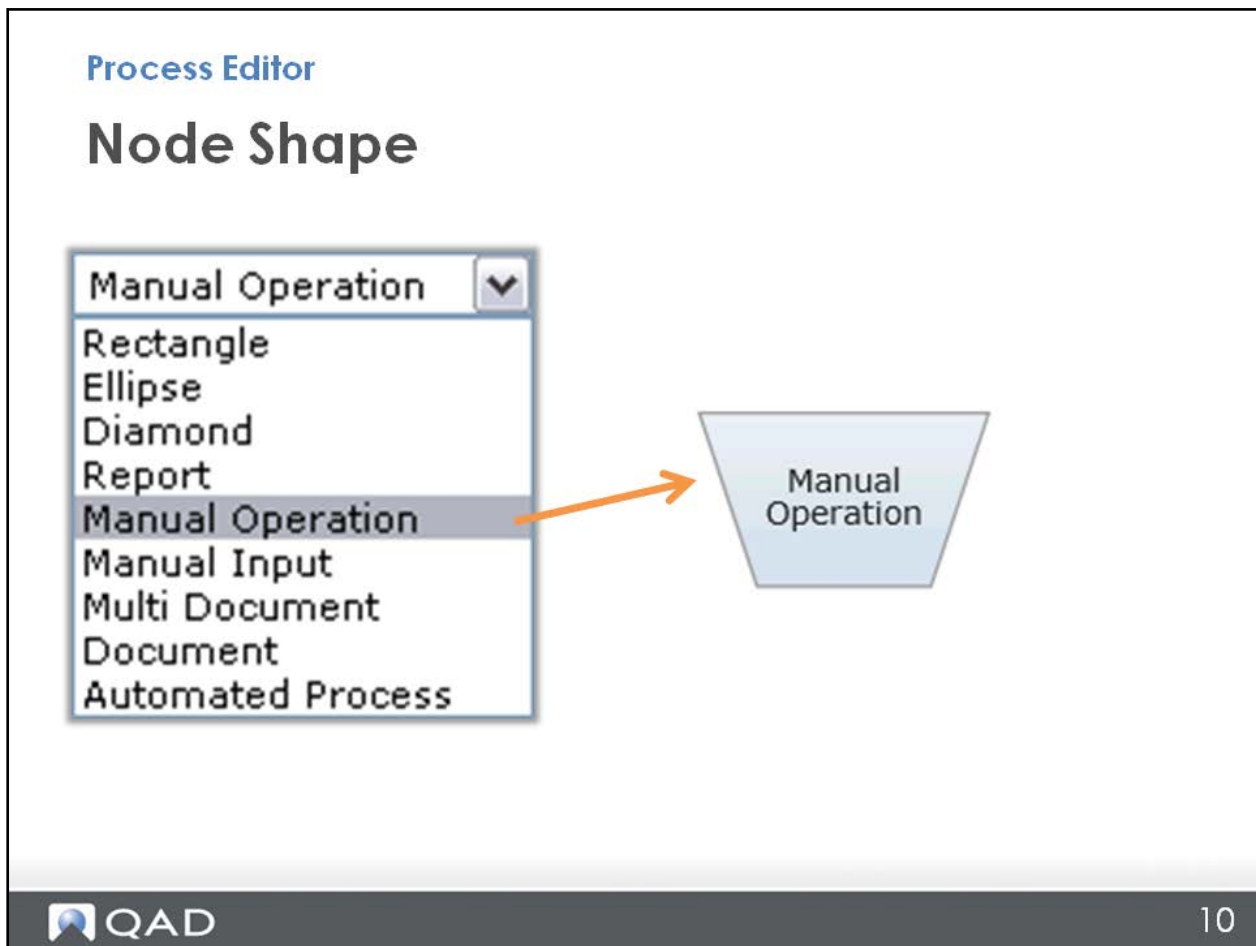 Process Editor
Node Shape
Manual Operation
Rectangle
Ellipse
Diamond
Report
Manual Operation
Manual Input
Multi Document
Document
Automated Process
Manual
Operation
QAD
10